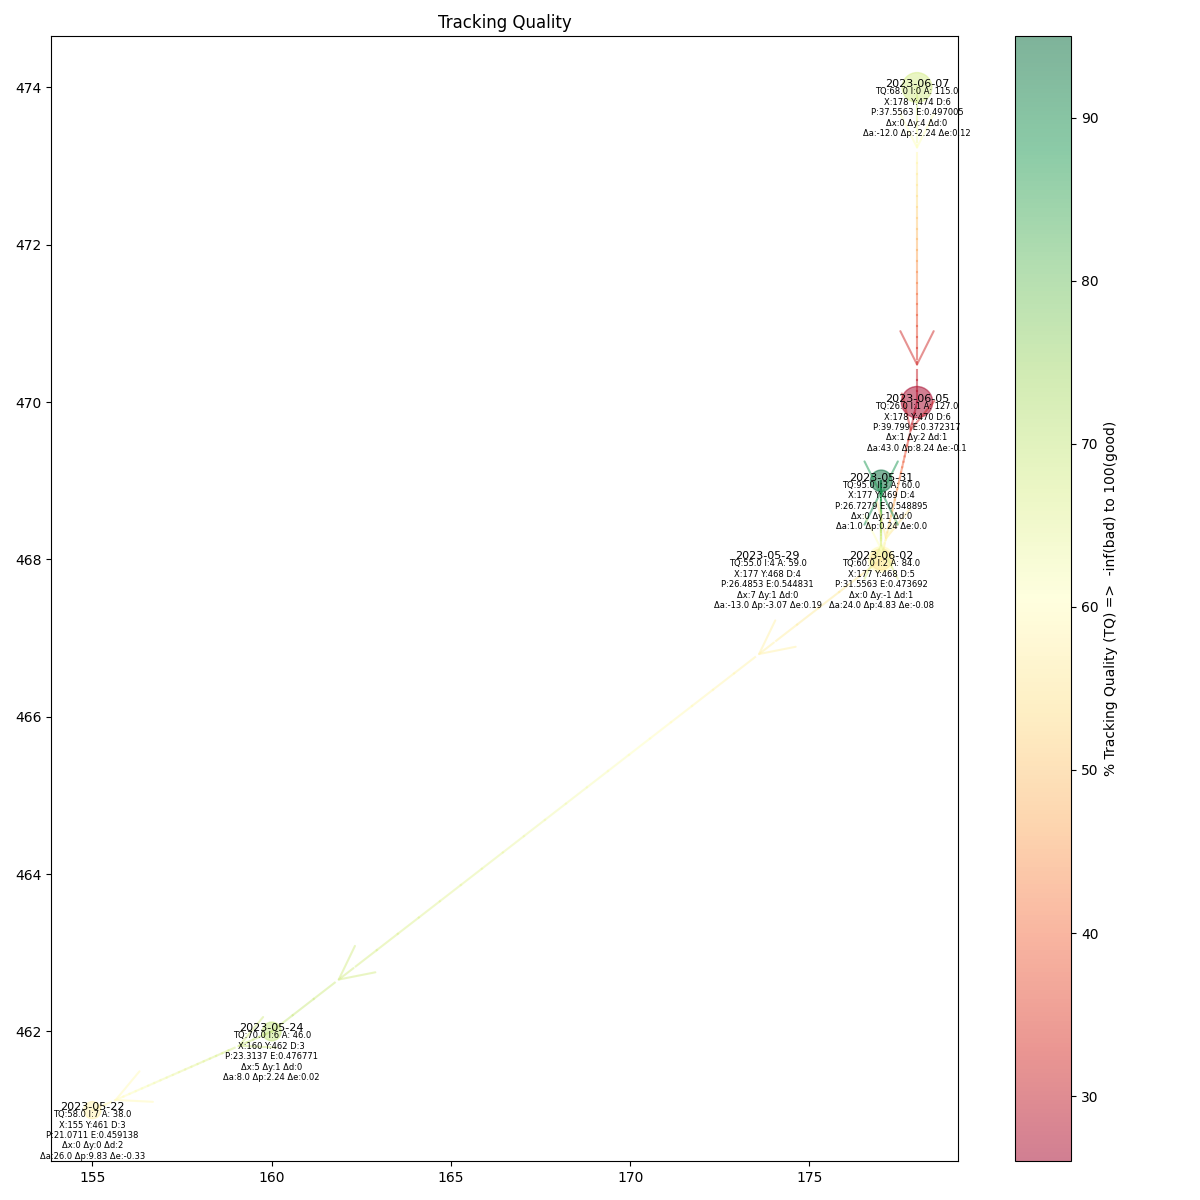 Tracking Quality
474
472
470
468
466
464
462
155
160
165
170
175
2023-06-07
TQ:68.0 I:0 A: 115.0
X:178 Y:474 D:6
P:37.5563 E:0.497005
Δx:0 Δy:4 Δd:0
Δa:-12.0 Δp:-2.24 Δe:0.12
2023-06-05
TQ:26.0 I:1 A: 127.0
X:178 Y:470 D:6
P:39.799 E:0.372317
Δx:1 Δy:2 Δd:1
Δa:43.0 Δp:8.24 Δe:-0.1
2023-05-31
TQ:95.0 I:3 A: 60.0
X:177 Y:469 D:4
P:26.7279 E:0.548895
Δx:0 Δy:1 Δd:0
Δa:1.0 Δp:0.24 Δe:0.0
2023-05-29
TQ:55.0 I:4 A: 59.0
X:177 Y:468 D:4
P:26.4853 E:0.544831
Δx:7 Δy:1 Δd:0
Δa:-13.0 Δp:-3.07 Δe:0.19
2023-06-02
TQ:60.0 I:2 A: 84.0
X:177 Y:468 D:5
P:31.5563 E:0.473692
Δx:0 Δy:-1 Δd:1
Δa:24.0 Δp:4.83 Δe:-0.08
2023-05-24
TQ:70.0 I:6 A: 46.0
X:160 Y:462 D:3
P:23.3137 E:0.476771
Δx:5 Δy:1 Δd:0
Δa:8.0 Δp:2.24 Δe:0.02
2023-05-22
TQ:58.0 I:7 A: 38.0
X:155 Y:461 D:3
P:21.0711 E:0.459138
Δx:0 Δy:0 Δd:2
Δa:26.0 Δp:9.83 Δe:-0.33
90
80
70
60
50
40
30
% Tracking Quality (TQ) => -inf(bad) to 100(good)